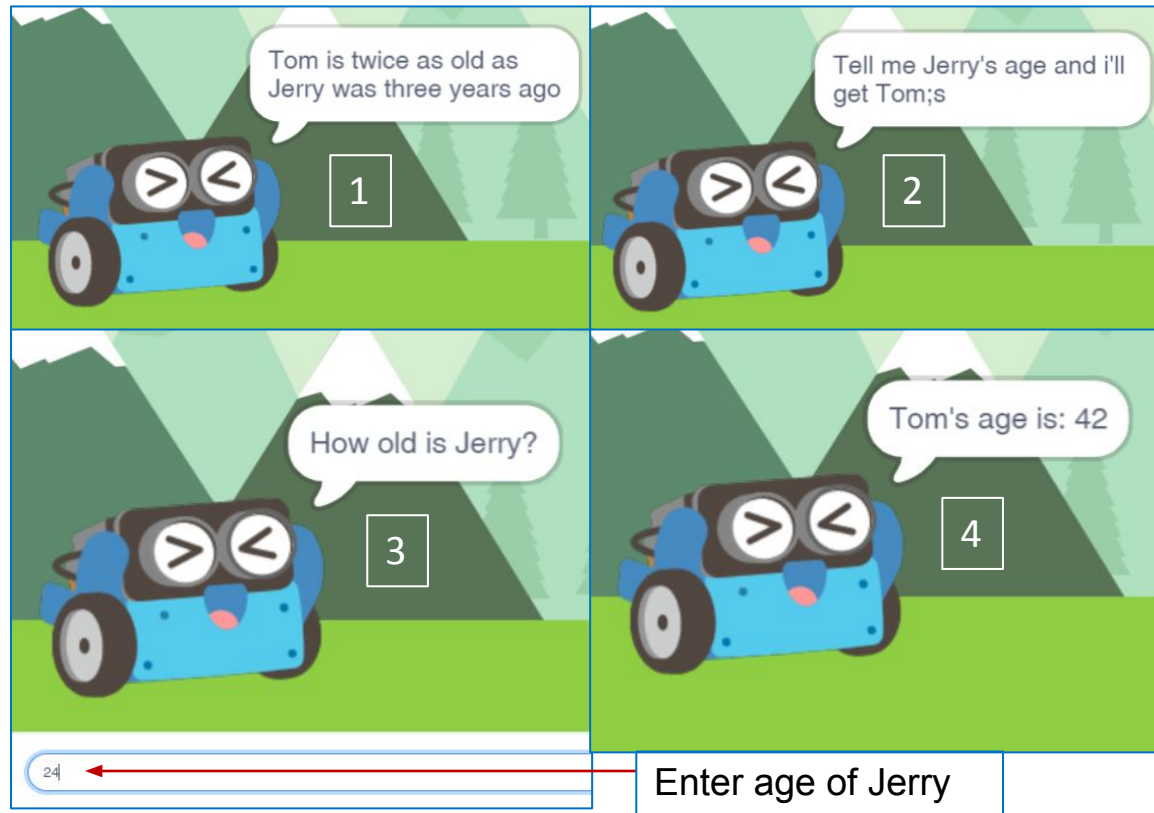 Tom is twice as old as
Jerry was three years ago
1
Tell me Jerry's age and i'll
get Tom;s
2
How old is Jerry?
3
Tom's age is: 42
4
24
Enter age of Jerry